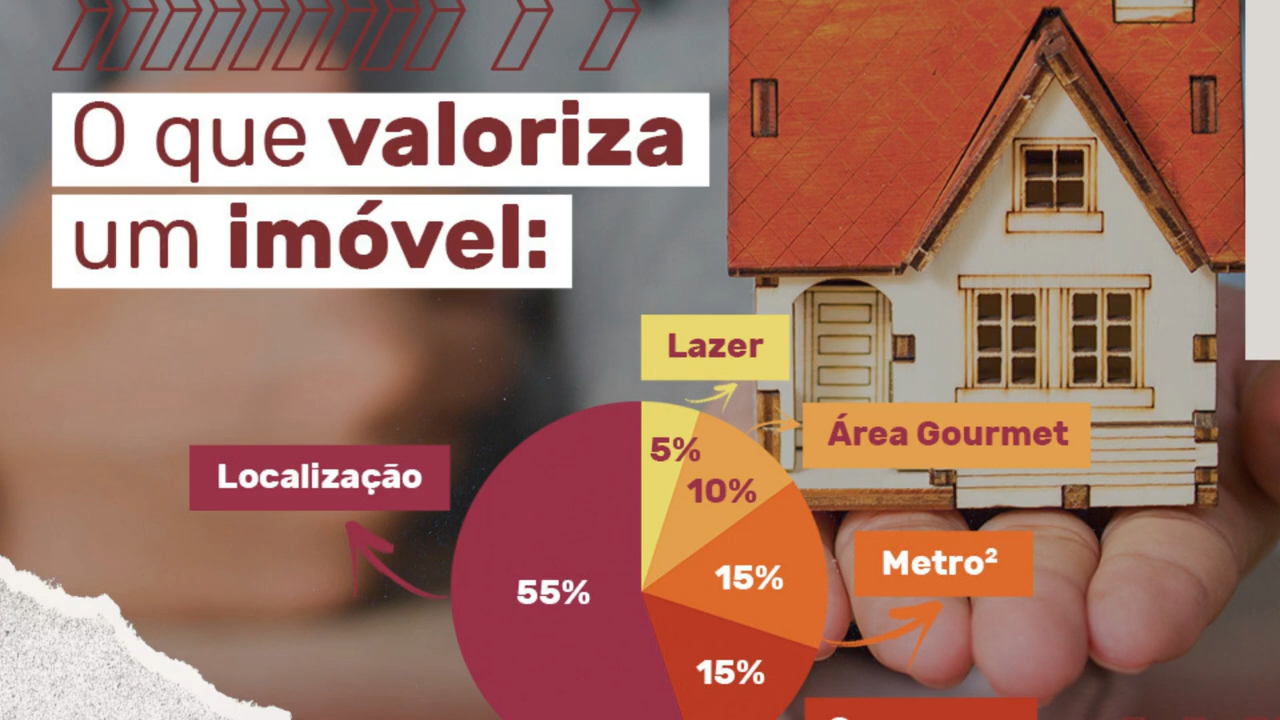 O que valoriza
um imóvel:
Lazer
5%
Área Gourmet
10%
Localização
55%
Metro²
15%
15%